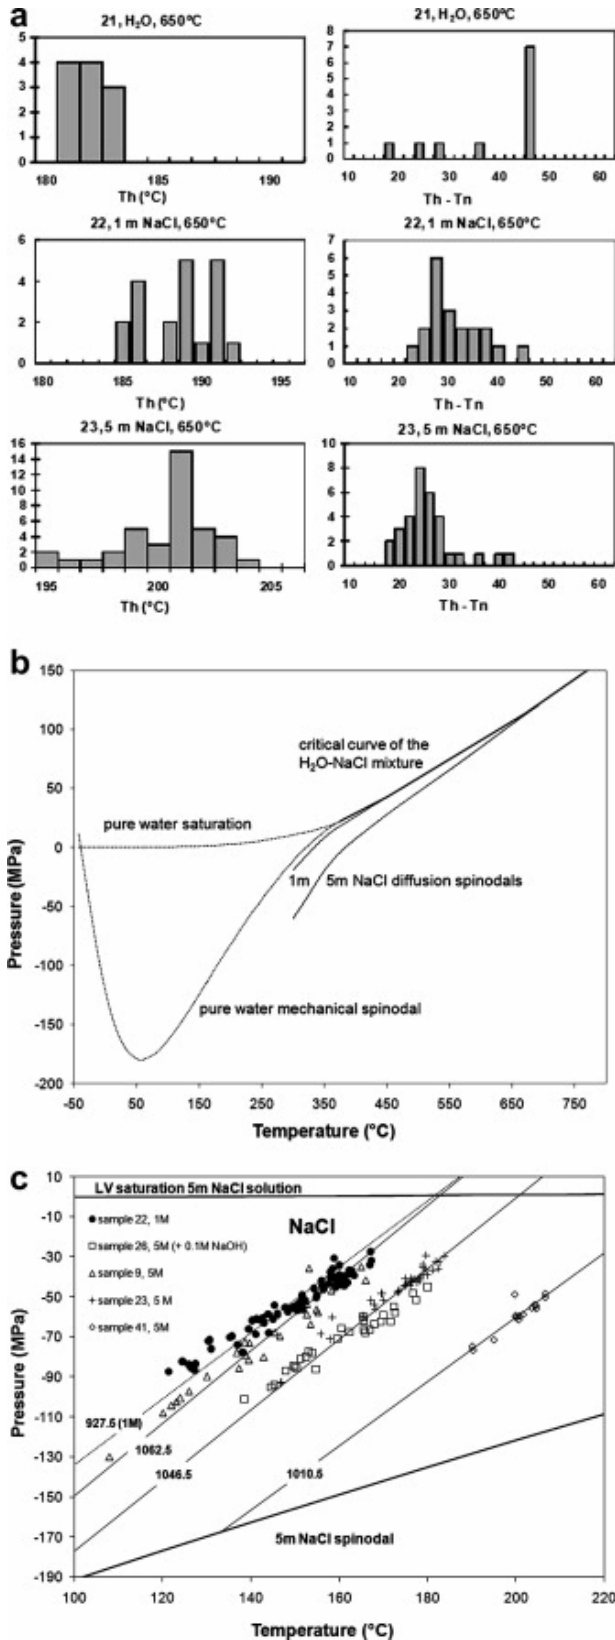 a
21, H₂O, 650ºC
5
4
3
2
1
0
180 185 190
Th (°C)
21, H₂O, 650ºC
8
7
6
5
4
3
2
1
0
10 20 30 40 50 60
Th - Tn
22, 1 m NaCl, 650ºC
6
4
2
0
180 185 190 195
Th (°C)
22, 1 m NaCl, 650ºC
7
6
5
4
3
2
1
0
10 20 30 40 50 60
Th - Tn
23, 5 m NaCl, 650ºC
16
14
12
10
8
6
4
2
0
195 200 205
Th (°C)
23, 5 m NaCl, 650ºC
10
8
6
4
2
0
10 20 30 40 50 60
Th - Tn
b
150
100
50
0
-50
-100
-150
-200
Pressure (MPa)
critical curve of the
H₂O-NaCl mixture
pure water saturation
1m
5m NaCl diffusion spinodals
pure water mechanical spinodal
-50 50 150 250 350 450 550 650 750
Temperature (°C)
c
10
-10
-30
-50
-70
-90
-110
-130
-150
-170
-190
Pressure (MPa)
LV saturation 5m NaCl solution
NaCl
sample 22, 1M
sample 26, 5M (+ 0.1M NaOH)
sample 9, 5M
sample 23, 5 M
sample 41, 5M
927.5 (1M)
1062.5
1046.5
1010.5
5m NaCl spinodal
100 120 140 160 180 200 220
Temperature (°C)